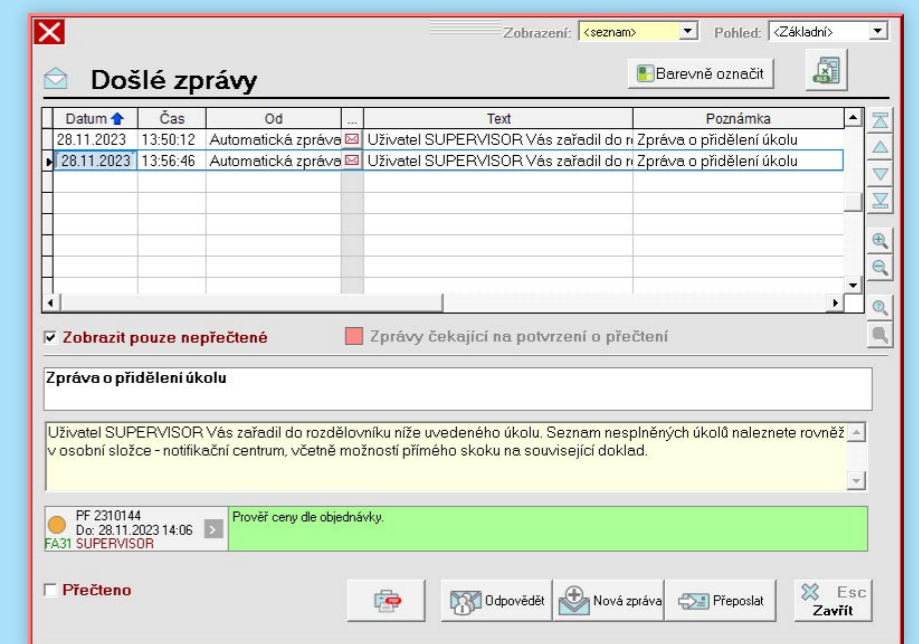 Zobrazení: <seznam> Pohled: <Základní>
Došlé zprávy
Barevně označit
Datum Čas Od ... Text Poznámka
28.11.2023 13:50:12 Automatická zpráva Uživatel SUPERVISOR Vás zařadil do r Zpráva o přidělení úkolu
28.11.2023 13:56:46 Automatická zpráva Uživatel SUPERVISOR Vás zařadil do r Zpráva o přidělení úkolu
Zobrazit pouze nepřečtené Zprávy čekající na potvrzení o přečtení
Zpráva o přidělení úkolu
Uživatel SUPERVISOR Vás zařadil do rozdělovníku níže uvedeného úkolu. Seznam nesplněných úkolů naleznete rovněž
v osobní složce - notifikační centrum, včetně možností přímého skoku na související doklad.
PF 2310144 Prověř ceny dle objednávky.
Do: 28.11.2023 14:06
FA31 SUPERVISOR
Přečteno
Odpovědět Nová zpráva Přeposlat Esc
Zavřít